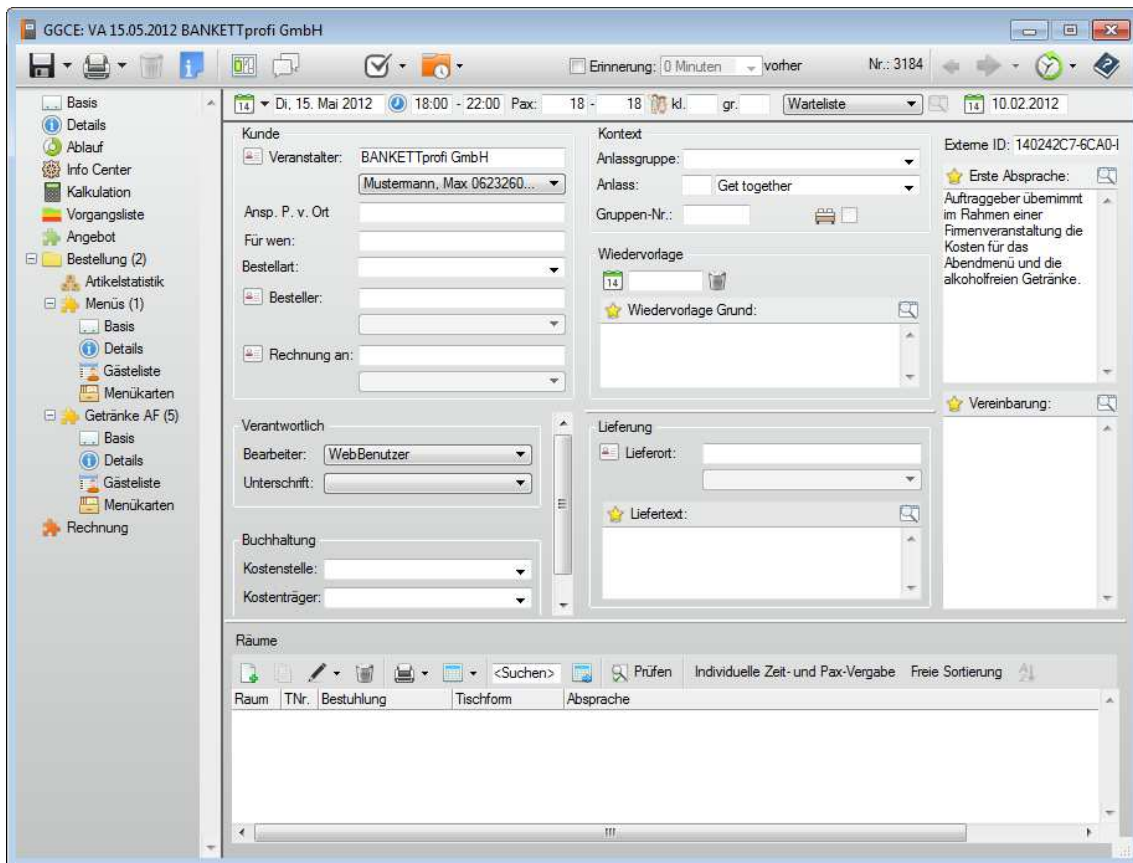 GGCE: VA 15.05.2012 BANKETTprofi GmbH
Erinnerung: 0 Minuten vorher Nr.: 3184
14 Di, 15. Mai 2012 18:00 - 22:00 Pax: 18 - 18 kl. gr. Warteliste 14 10.02.2012
Basis
Details
Ablauf
Info Center
Kalkulation
Vorgangsliste
Angebot
Bestellung (2)
Artikelstatistik
Menüs (1)
Basis
Details
Gästeliste
Menükarten
Getränke AF (5)
Basis
Details
Gästeliste
Menükarten
Rechnung
Kunde
Veranstalter: BANKETTprofi GmbH
Mustermann, Max 0623260...
Ansp. P. v. Ort
Für wen:
Bestellart:
Besteller:
Rechnung an:
Verantwortlich
Bearbeiter: WebBenutzer
Unterschrift:
Buchhaltung
Kostenstelle:
Kostenträger:
Kontext
Anlassgruppe:
Anlass: Get together
Gruppen-Nr.:
Wiedervorlage
14
Wiedervorlage Grund:
Lieferung
Lieferort:
Liefertext:
Externe ID: 140242C7-6CA0-
Erste Absprache:
Auftraggeber übernimmt
im Rahmen einer
Firmenveranstaltung die
Kosten für das
Abendmenü und die
alkoholfreien Getränke.
Vereinbarung:
Räume
<Suchen> Prüfen Individuelle Zeit- und Pax-Vergabe Freie Sortierung
Raum TNr. Bestuhlung Tischform Absprache